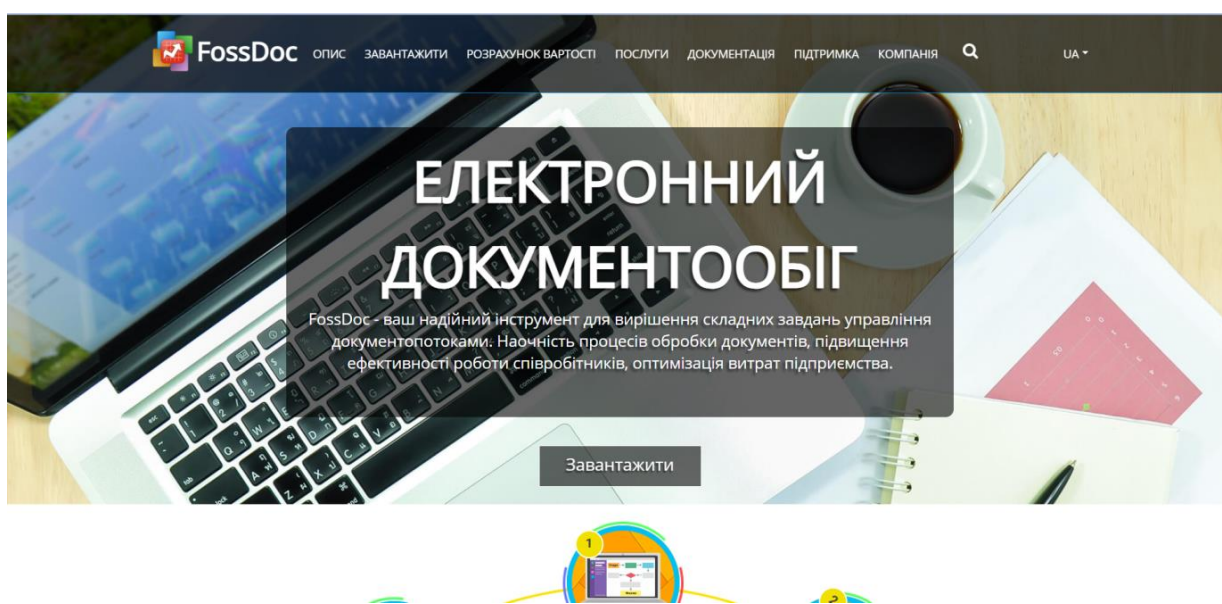 FossDoc ОПИС ЗАВАНТАЖИТИ РОЗРАХУНОК ВАРТОСТІ ПОСЛУГИ ДОКУМЕНТАЦІЯ ПІДТРИМКА КОМПАНІЯ UA
ЕЛЕКТРОННИЙ
ДОКУМЕНТООБІГ
FossDoc - ваш надійний інструмент для вирішення складних завдань управління
документопотоками. Наочність процесів обробки документів, підвищення
ефективності роботи співробітників, оптимізація витрат підприємства.
Завантажити
1
2